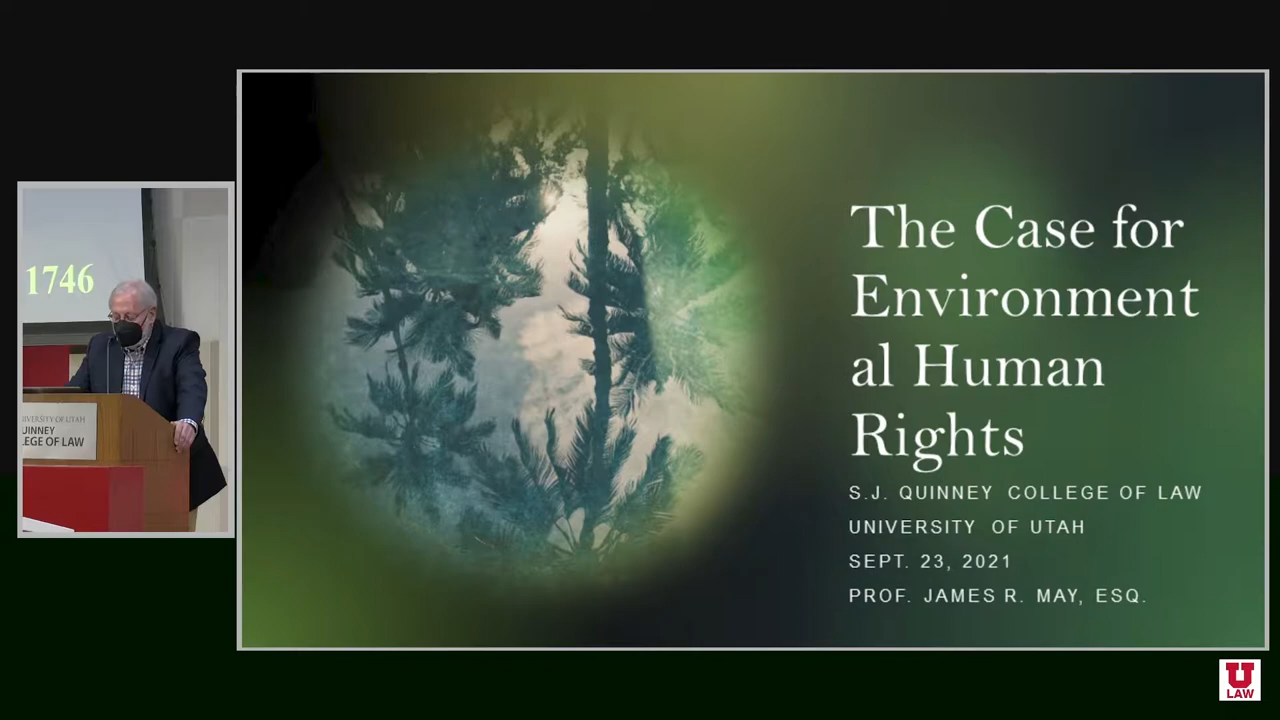 1746
UNIVERSITY OF UTAH
QUINNEY
COLLEGE OF LAW
The Case for
Environment
al Human
Rights
S.J. QUINNEY COLLEGE OF LAW
UNIVERSITY OF UTAH
SEPT. 23, 2021
PROF. JAMES R. MAY, ESQ.
U
LAW